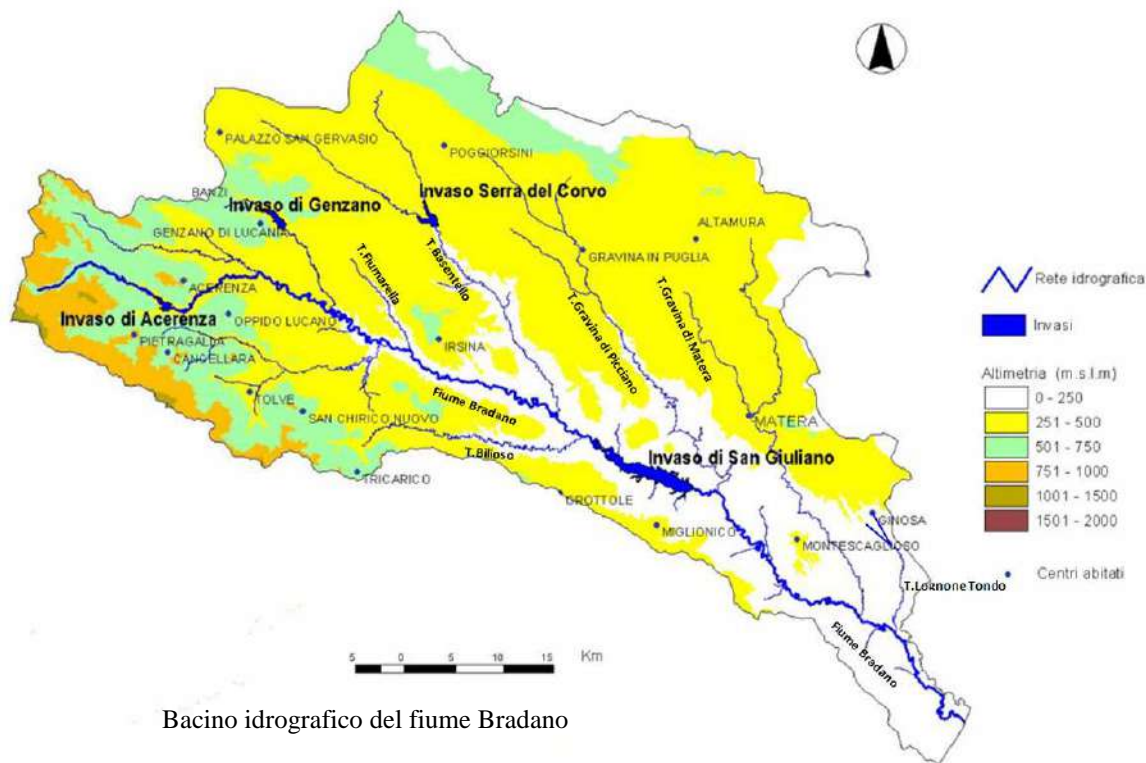 PALAZZO SAN GERVASIO
POGGIORSINI
BANZI
Invaso di Genzano
Invaso Serra del Corvo
GENZANO DI LUCANIA
ALTAMURA
GRAVINA IN PUGLIA
T.Fiumarella
T.Basentello
T.Gravina di Picciano
T.Gravina di Matera
ACERENZA
Invaso di Acerenza
OPPIDO LUCANO
PIETRAGALLA
CANCELLARA
IRSINA
TOLVE
SAN CHIRICO NUOVO
Fiume Bradano
MATERA
T.Bilioso
Invaso di San Giuliano
TRICARICO
GROTTOLE
MIGLIONICO
GINOSA
MONTESCAGLIOSO
T.Lognone Tondo
Fiume Bradano
Rete idrografica
Invasi
Altimetria (m.s.l.m)
0 - 250
251 - 500
501 - 750
751 - 1000
1001 - 1500
1501 - 2000
Centri abitati
5 0 5 10 15 Km
Bacino idrografico del fiume Bradano